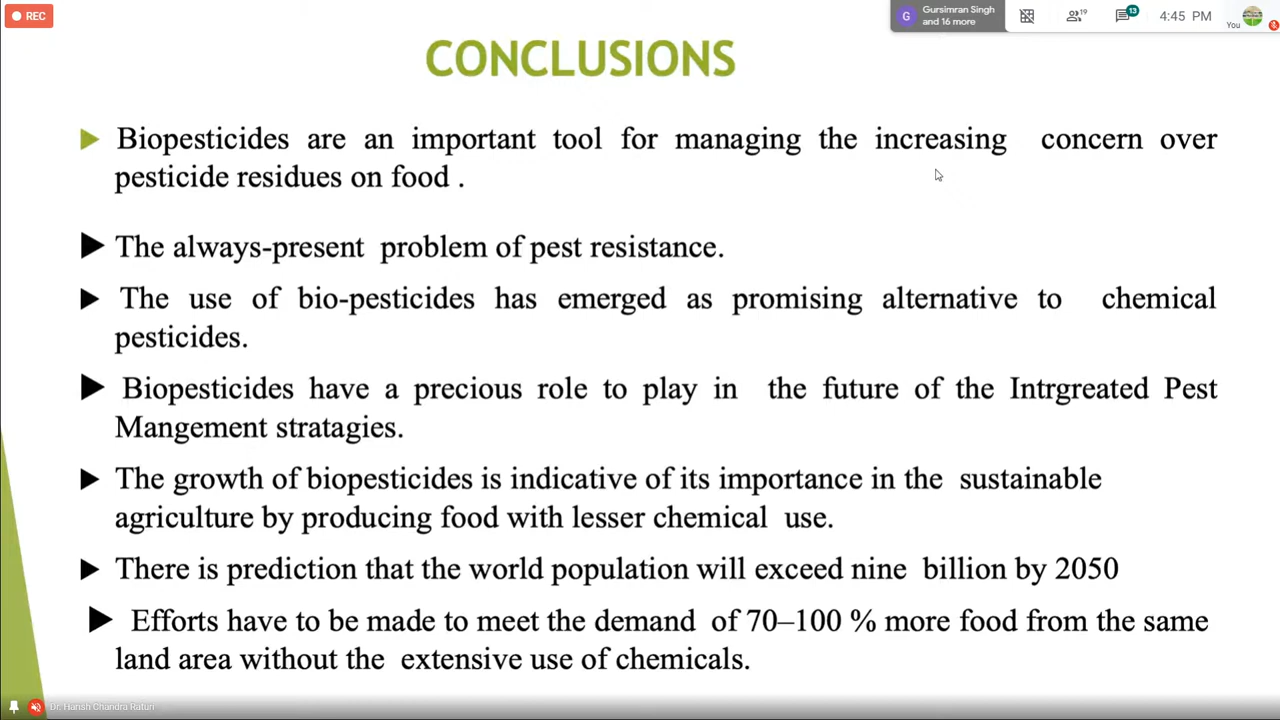 REC
Gursimran Singh
and 16 more
19
13
4:45 PM
G
You
CONCLUSIONS
Biopesticides are an important tool for managing the increasing concern over
pesticide residues on food .
The always-present problem of pest resistance.
The use of bio-pesticides has emerged as promising alternative to chemical
pesticides.
Biopesticides have a precious role to play in the future of the Intrgreated Pest
Mangement stratagies.
The growth of biopesticides is indicative of its importance in the sustainable
agriculture by producing food with lesser chemical use.
There is prediction that the world population will exceed nine billion by 2050
Efforts have to be made to meet the demand of 70–100 % more food from the same
land area without the extensive use of chemicals.
Dr. Harish Chandra Raturi